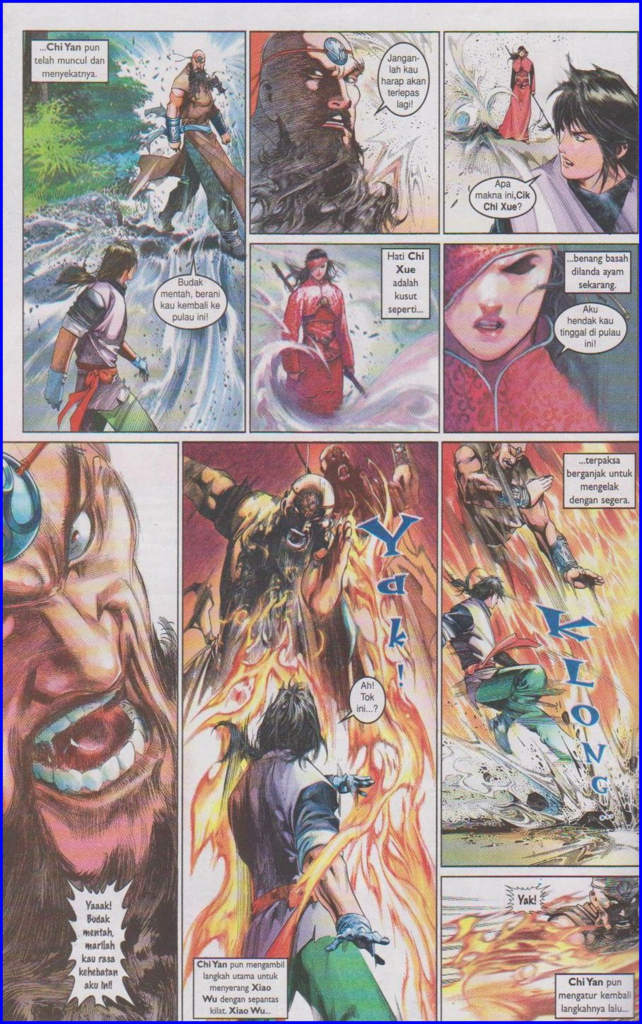 ...Chi Yan pun
telah muncul dan
menyekatnya.
Budak
mentah, berani
kau kembali ke
pulau ini!
Jangan-
lah kau
harap akan
terlepas
lagi!
Apa
makna ini,Cik
Chi Xue?
Hati Chi
Xue
adalah
kusut
seperti...
...benang basah
dilanda ayam
sekarang.
Aku
hendak kau
tinggal di pulau
ini!
Yaaak!
Budak
mentah,
marilah
kau rasa
kehebatan
aku ini!
Yak!
Ah!
Tok
ini...?
Chi Yan pun mengambil
langkah utama untuk
menyerang Xiao
Wu dengan sepantas
kilat. Xiao Wu...
...terpaksa
berganjak untuk
mengelak
dengan segera.
KLONG
Yak!
Chi Yan pun
mengatur kembali
langkahnya lalu...